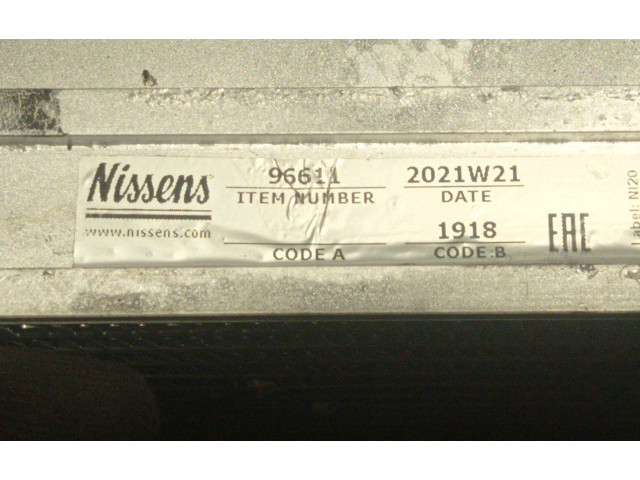 Nissens
www.nissens.com
96611
ITEM NUMBER
CODE A
2021W21
DATE
1918
CODE:B
EAC
Label: NI20